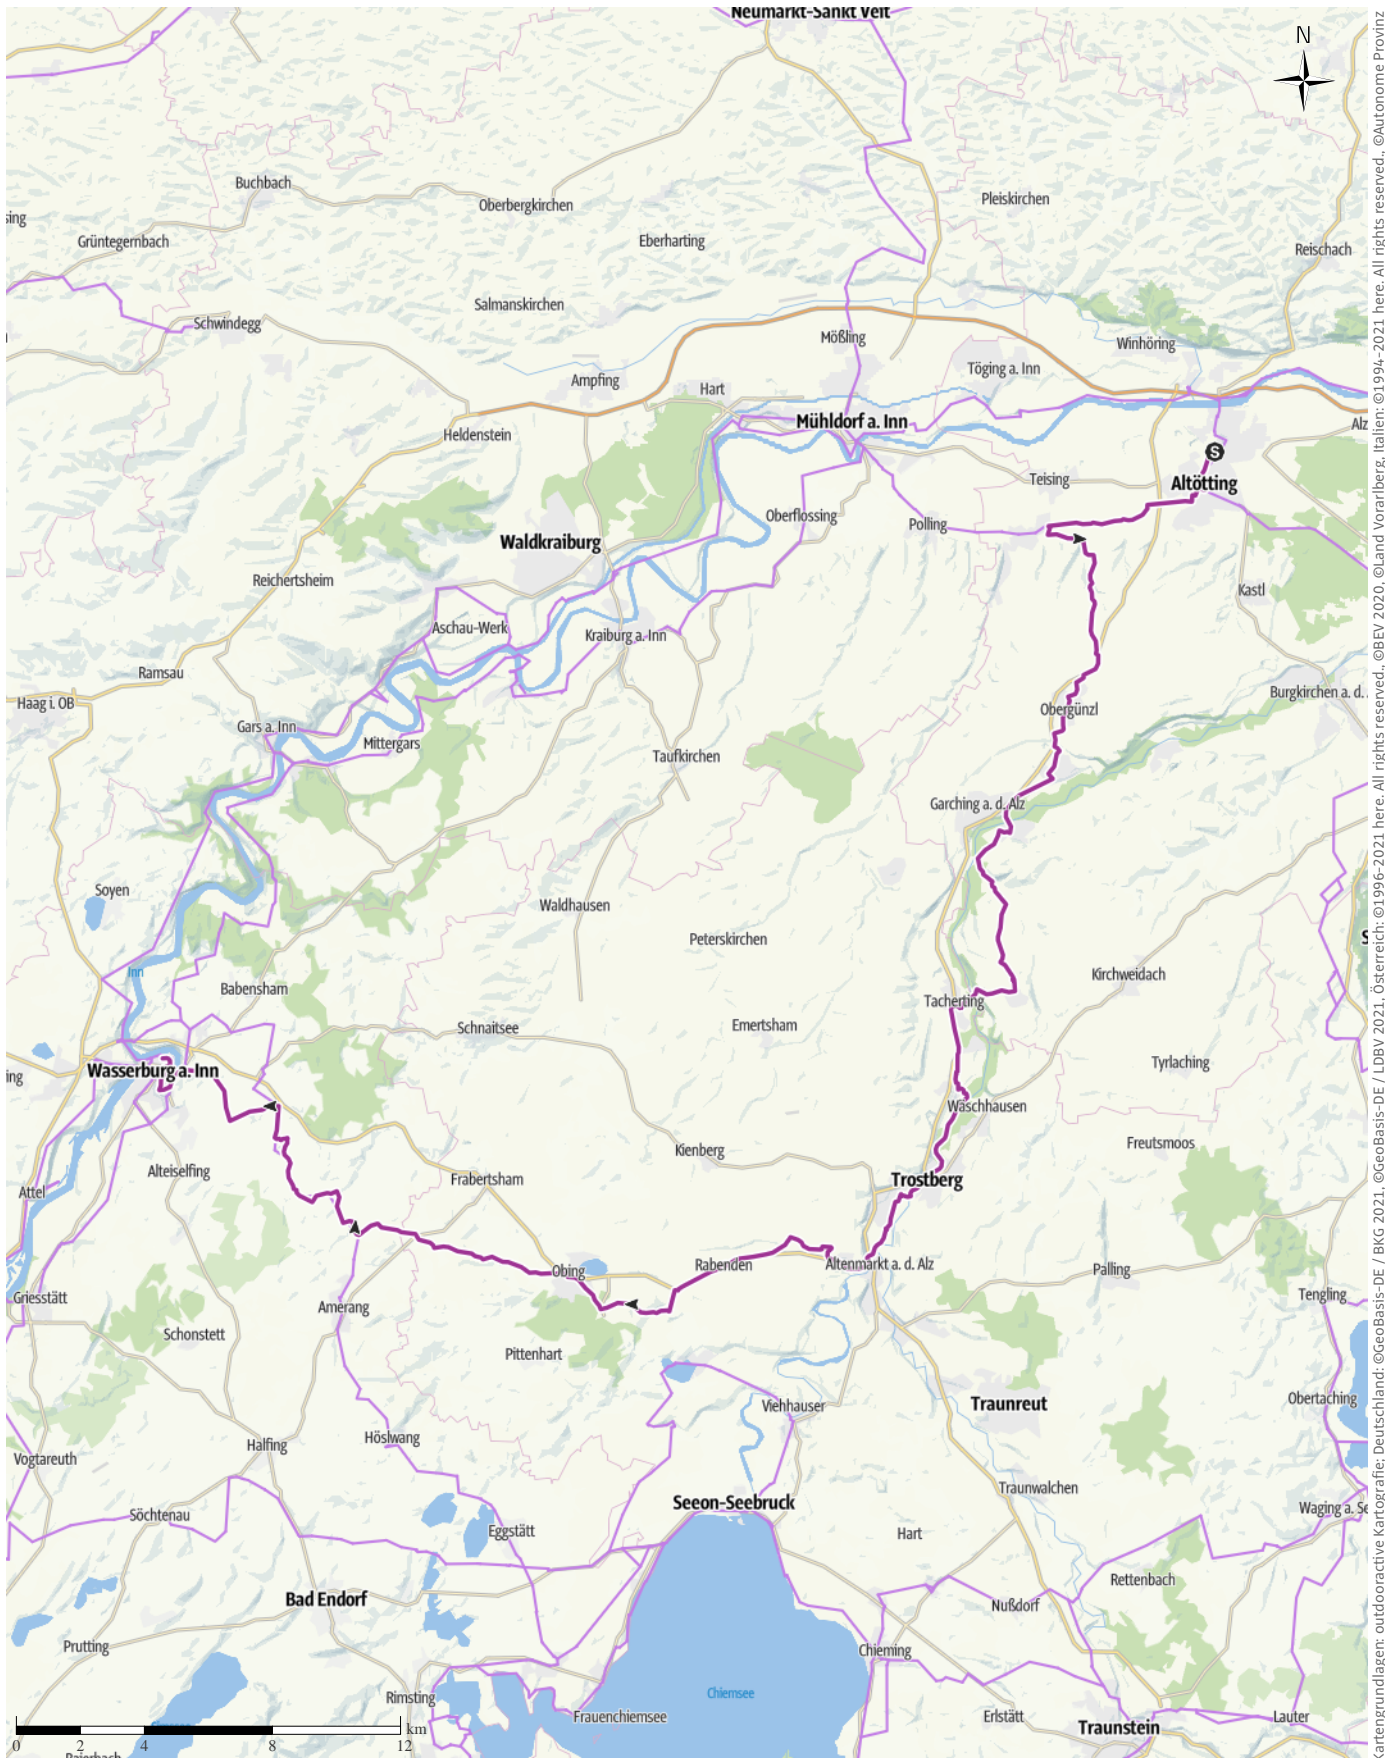 Neumarkt-Sankt Veit
N
Buchbach
Pleiskirchen
Oberbergkirchen
sing
Grüntegernbach
Eberharting
Reischach
Salmanskirchen
Schwindegg
Mößling
Winhöring
Töging a. Inn
Ampfing
Hart
Mühldorf a. Inn
Alz
Heldenstein
S
Teising
Altötting
Oberflossing
Polling
Waldkraiburg
Reichertsheim
Kastl
Aschau-Werk
Kraiburg a. Inn
Ramsau
Burgkirchen a. d.
Haag i. OB
Obergünzl
Gars a. Inn
Mittergars
Taufkirchen
Garching a. d. Alz
Soyen
Waldhausen
Peterskirchen
S
Inn
Kirchweidach
Babensham
Tacherting
Schnaitsee
Emertsham
Tyrlaching
Wasserburg a. Inn
ing
Waschhausen
Freutsmoos
Kienberg
Alteiselfing
Frabertsham
Trostberg
Attel
Rabenden
Altenmarkt a. d. Alz
Obing
Palling
Griesstätt
Tengling
Amerang
Schonstett
Pittenhart
Obertaching
Traunreut
Viehhauser
Höslwang
Halfing
Vogtareuth
Traunwalchen
Seeon-Seebruck
Waging a. Se
Söchtenau
Eggstätt
Hart
Rettenbach
Bad Endorf
Nußdorf
Prutting
Chieming
Chiemsee
Rimsting
Frauenchiemsee
Erlstätt
Lauter
Traunstein
km
0 2 4 8 12
artengrundlagen: outdooractive Kartografie; Deutschland: ©GeoBasis-DE / BKG 2021, ©GeoBasis-DE / LDBV 2021, Österreich: ©1996-2021 here. All rights reserved., ©BEV 2020, ©Land Vorarlberg, Italien: ©1994-2021 here. All rights reserved., ©Autonome Provinz